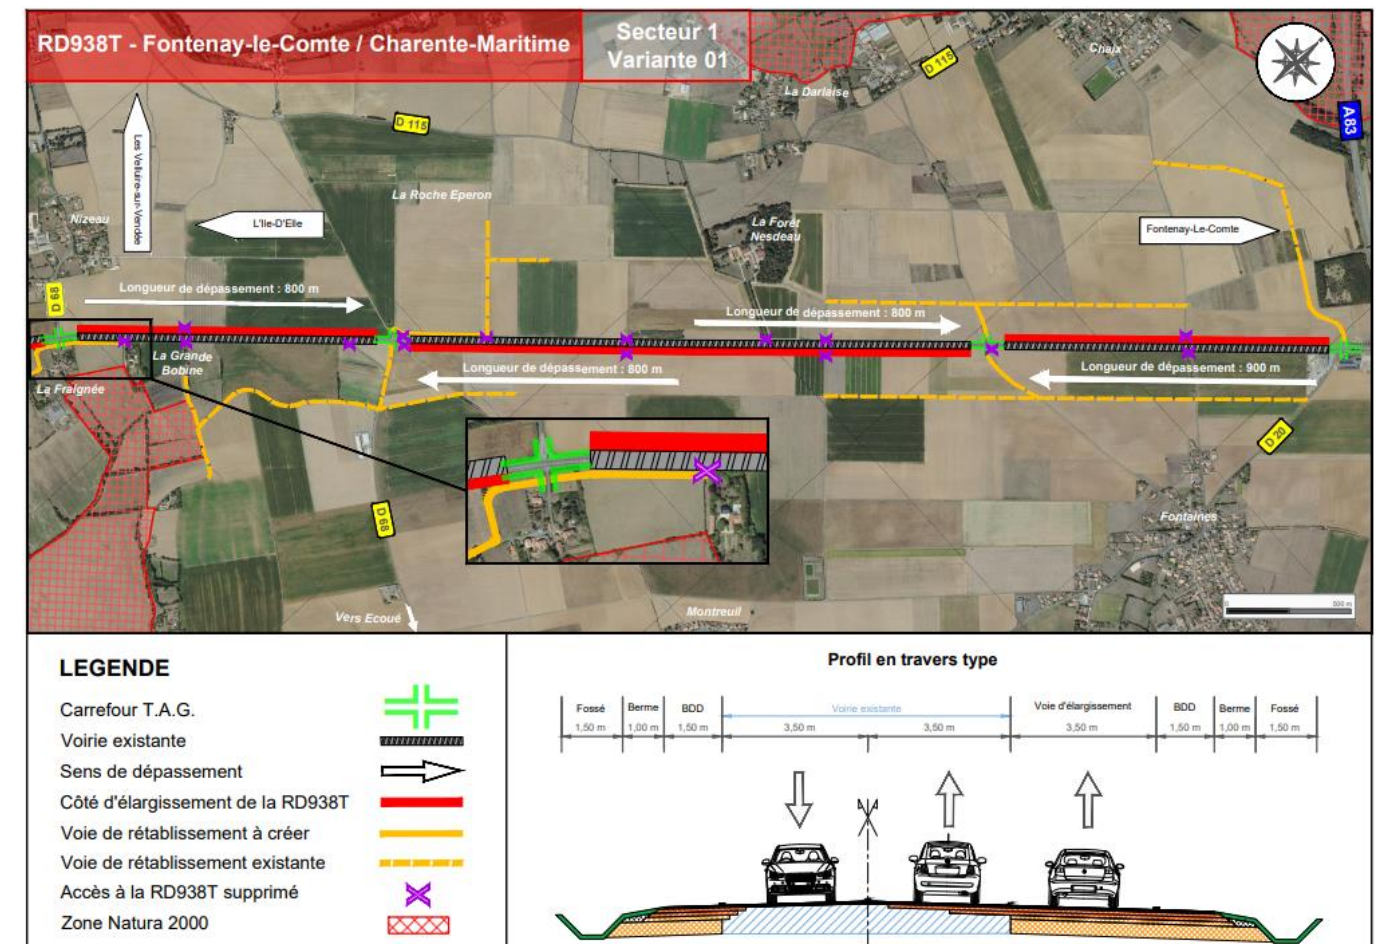 RD938T - Fontenay-le-Comte / Charente-Maritime
Secteur 1
Variante 01
Chaix
D 115
La Darlaise
A 83
D 115
Les Velluire-sur-Vendée
La Roche Eperon
Nizeau
L'Ile-D'Elle
La Forêt
Nesdeau
Fontenay-Le-Comte
D 68
Longueur de dépassement : 800 m
Longueur de dépassement : 800 m
La Grande
Bobine
La Fraignée
Longueur de dépassement : 800 m
Longueur de dépassement : 900 m
D 20
D 68
Fontaines
Vers Ecoué
Montreuil
0
500 m
LEGENDE
Carrefour T.A.G.
Voirie existante
Sens de dépassement
Côté d'élargissement de la RD938T
Voie de rétablissement à créer
Voie de rétablissement existante
Accès à la RD938T supprimé
Zone Natura 2000
Profil en travers type
Fossé Berme BDD Voirie existante Voie d'élargissement BDD Berme Fossé
1,50 m 1,00 m 1,50 m 3,50 m 3,50 m 3,50 m 1,50 m 1,00 m 1,50 m